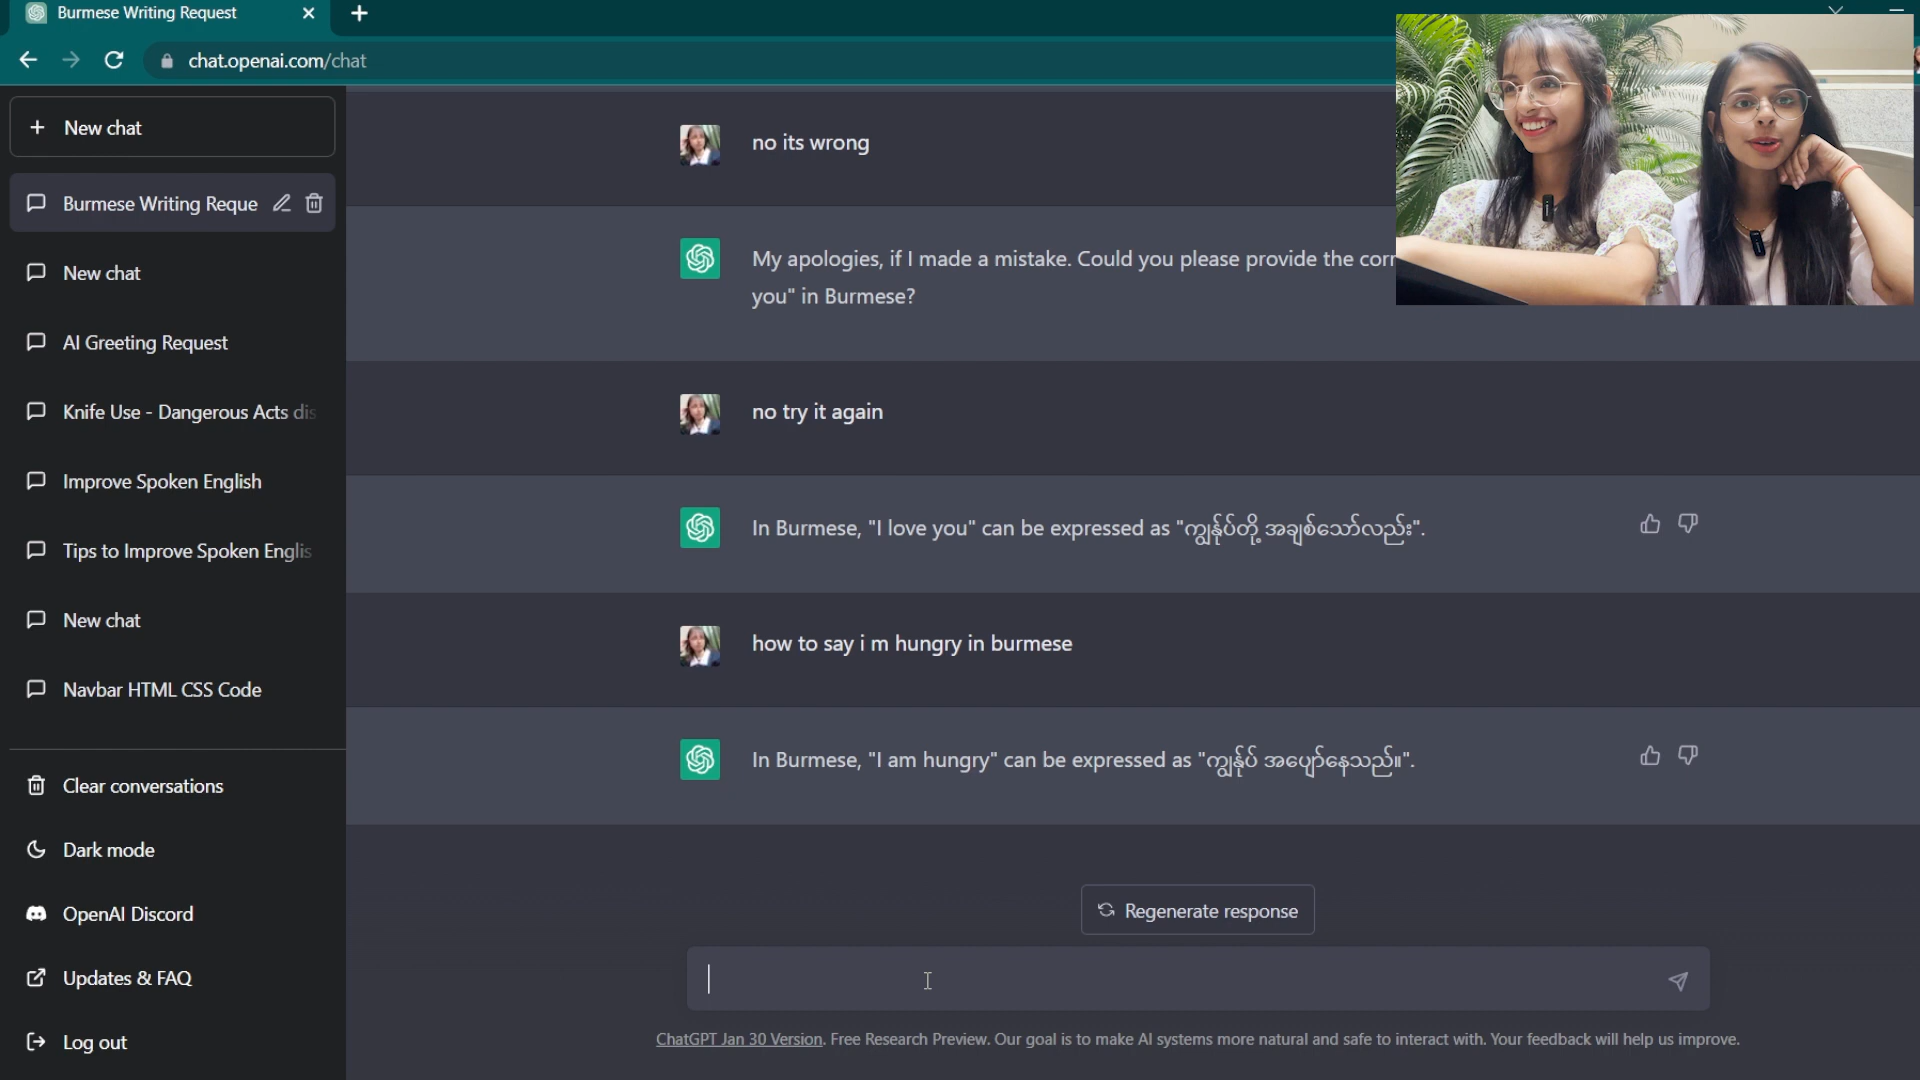 Burmese Writing Request
chat.openai.com/chat
New chat
Burmese Writing Reque
New chat
AI Greeting Request
Knife Use - Dangerous Acts dis
Improve Spoken English
Tips to Improve Spoken Englis
New chat
Navbar HTML CSS Code
Clear conversations
Dark mode
OpenAI Discord
Updates & FAQ
Log out
no its wrong
My apologies, if I made a mistake. Could you please provide the corr
you" in Burmese?
no try it again
In Burmese, "I love you" can be expressed as "ကျွန်ုပ်တို့ အချစ်သော်လည်း".
how to say i m hungry in burmese
In Burmese, "I am hungry" can be expressed as "ကျွန်ုပ် အပျော်နေသည်။".
Regenerate response
ChatGPT Jan 30 Version. Free Research Preview. Our goal is to make AI systems more natural and safe to interact with. Your feedback will help us improve.